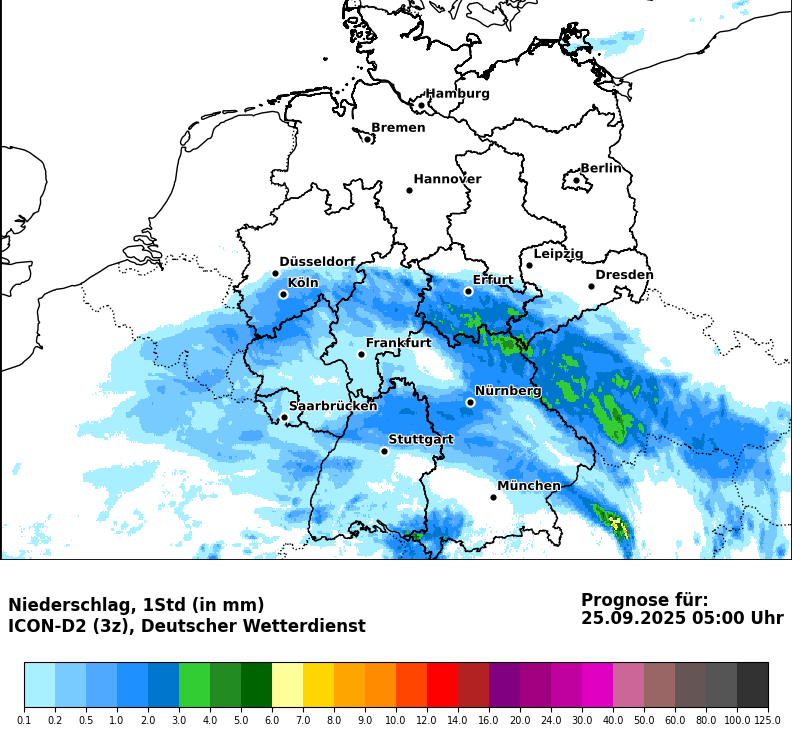 Hamburg
Bremen
Berlin
Hannover
Leipzig
Düsseldorf
Dresden
Köln
Erfurt
Frankfurt
Nürnberg
Saarbrücken
Stuttgart
München
Niederschlag, 1Std (in mm)
ICON-D2 (3z), Deutscher Wetterdienst
Prognose für:
25.09.2025 05:00 Uhr
0.1 0.2 0.5 1.0 2.0 3.0 4.0 5.0 6.0 7.0 8.0 9.0 10.0 12.0 14.0 16.0 20.0 24.0 30.0 40.0 50.0 60.0 80.0 100.0 125.0